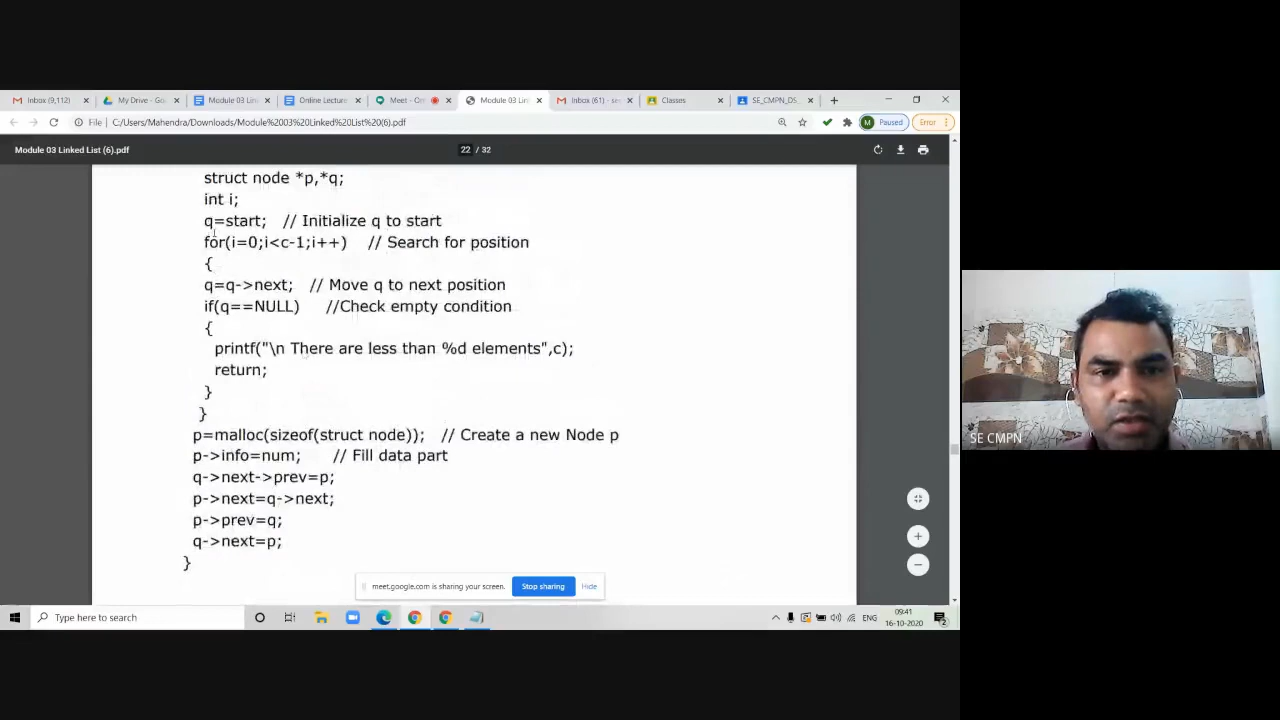 Inbox (9,112)
My Drive - Goo
Module 03 Lin
Online Lecture
Meet - Om
Module 03 Lin
Inbox (61) - se
Classes
SE_CMPN_DS
File
C:/Users/Mahendra/Downloads/Module%2003%20Linked%20List%20(6).pdf
M
Paused
Error
Module 03 Linked List (6).pdf
22 / 32
struct node *p,*q;
int i;
q=start; // Initialize q to start
for(i=0;i<c-1;i++) // Search for position
{
q=q->next; // Move q to next position
if(q==NULL) //Check empty condition
{
printf("\n There are less than %d elements",c);
return;
}
}
p=malloc(sizeof(struct node)); // Create a new Node p
p->info=num; // Fill data part
q->next->prev=p;
p->next=q->next;
p->prev=q;
q->next=p;
}
SE CMPN
meet.google.com is sharing your screen.
Stop sharing
Hide
Type here to search
ENG
09:41
16-10-2020
2